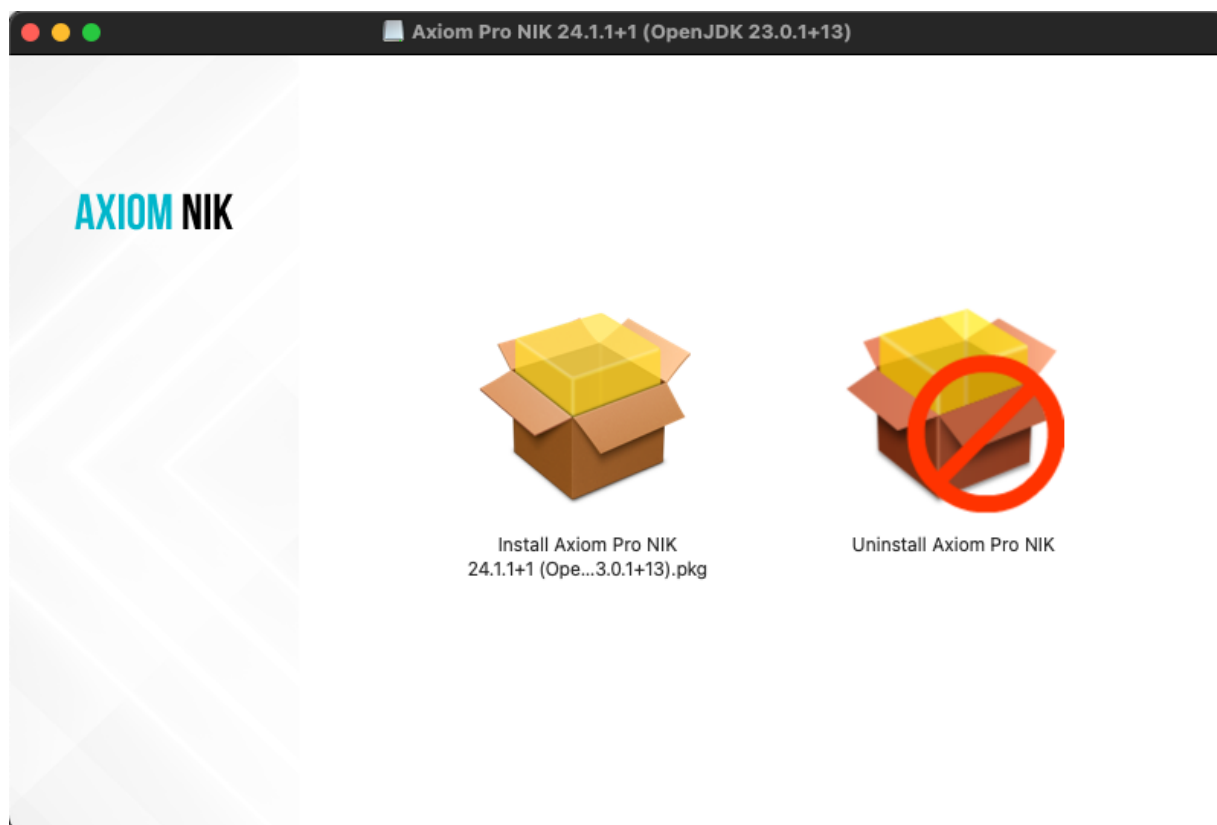 Axiom Pro NIK 24.1.1+1 (OpenJDK 23.0.1+13)
AXIOM NIK
Install Axiom Pro NIK
24.1.1+1 (Ope...3.0.1+13).pkg
Uninstall Axiom Pro NIK